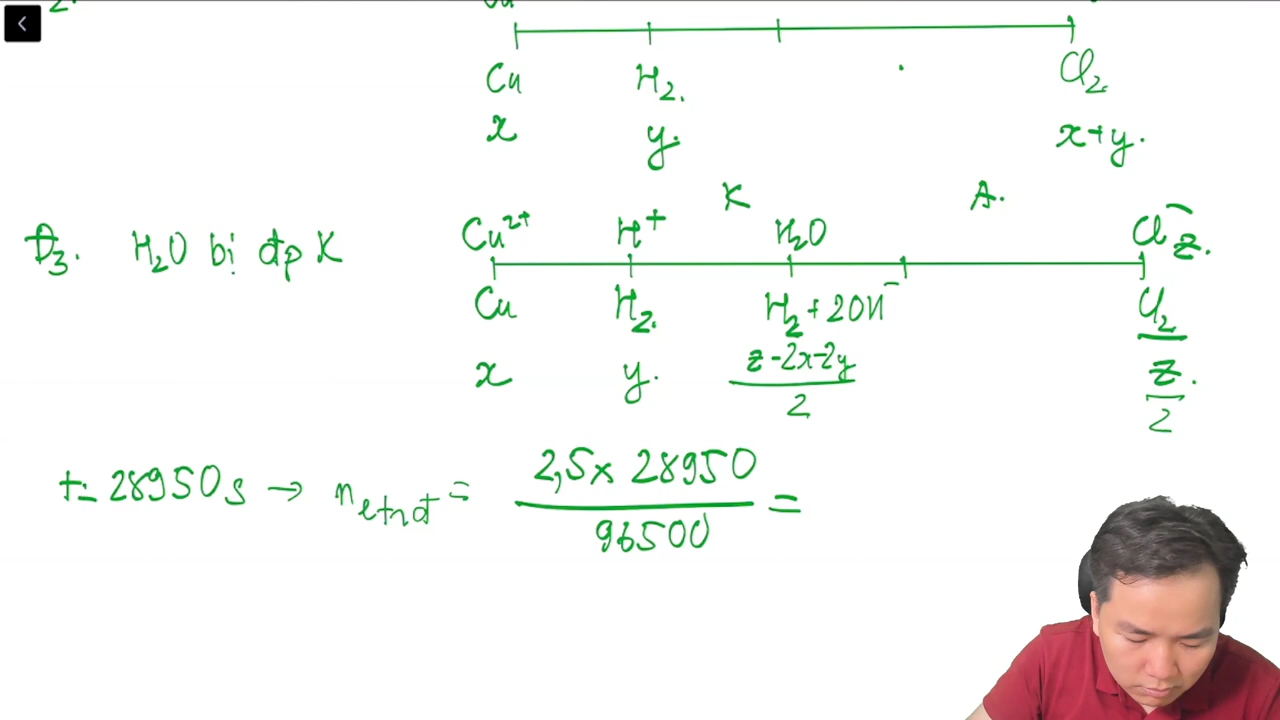 Cu H₂. Cl₂.
x y. x+y.
K A.
Đ₃. H₂O bị đp K Cu²⁺ H⁺ H₂O Cl⁻ z.
Cu H₂. H₂ + 2OH⁻ Cl₂
x y. z-2x-2y/2 z/2.
t= 28950s → n e trđ = 2,5x 28950/96500 =